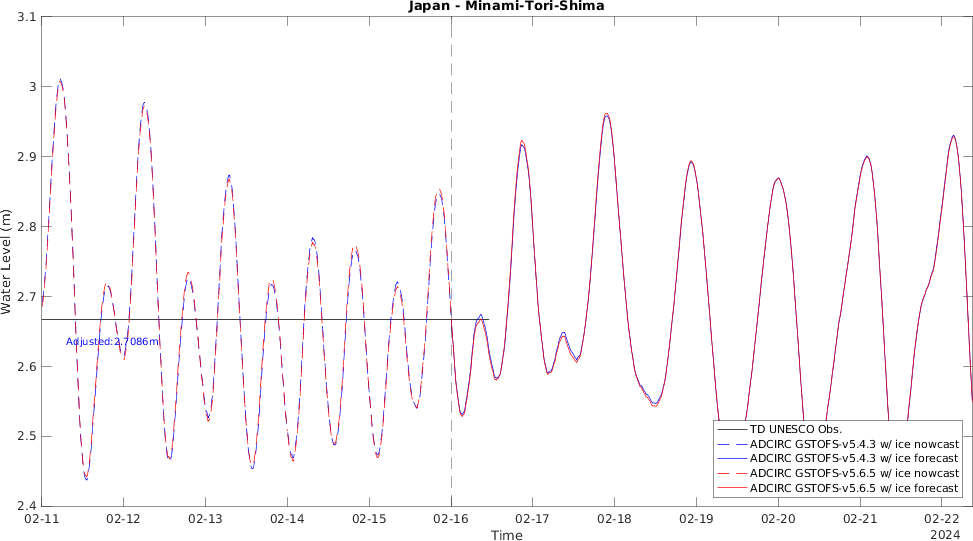 Japan - Minami-Tori-Shima
Water Level (m)
3.1
3
2.9
2.8
2.7
2.6
2.5
2.4
Adjusted:2.7086m
TD UNESCO Obs.
ADCIRC GSTOFS-v5.4.3 w/ ice nowcast
ADCIRC GSTOFS-v5.4.3 w/ ice forecast
ADCIRC GSTOFS-v5.6.5 w/ ice nowcast
ADCIRC GSTOFS-v5.6.5 w/ ice forecast
02-11 02-12 02-13 02-14 02-15 02-16 02-17 02-18 02-19 02-20 02-21 02-22
Time
2024